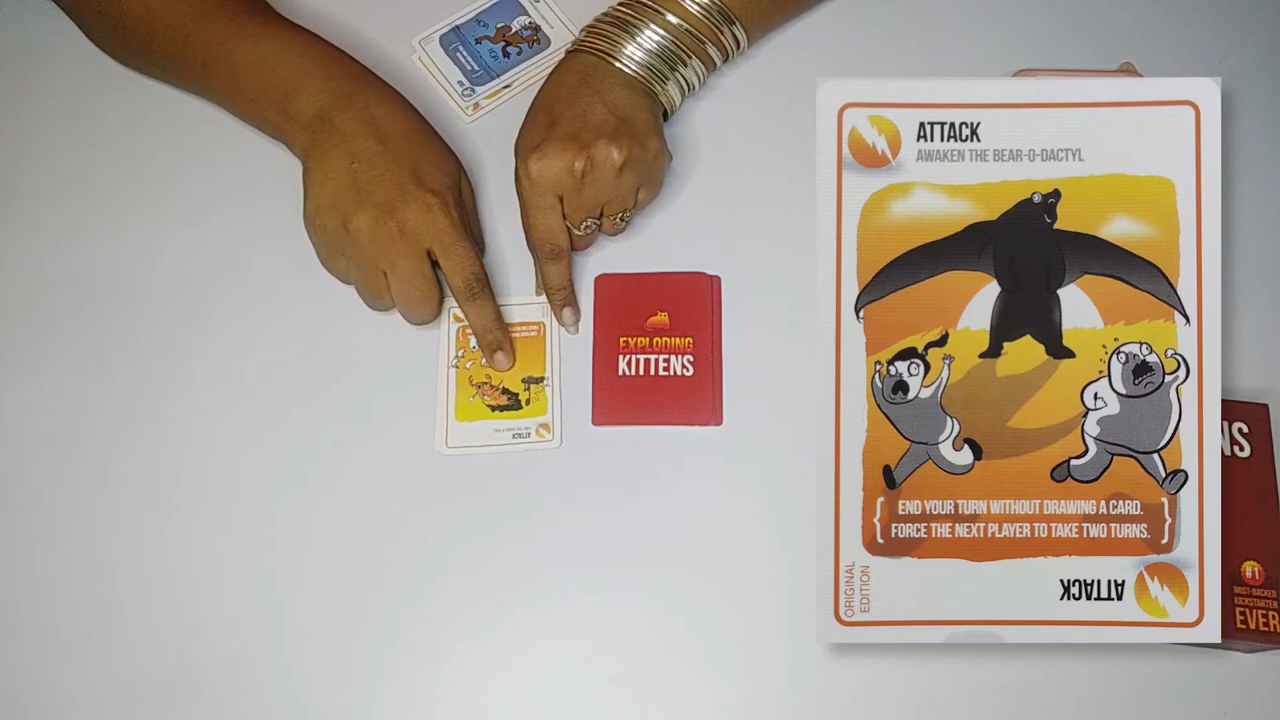 EXPLODING
KITTENS
ATTACK
ATTACK
AWAKEN THE BEAR-O-DACTYL
END YOUR TURN WITHOUT DRAWING A CARD.
FORCE THE NEXT PLAYER TO TAKE TWO TURNS.
ORIGINAL
EDITION
ATTACK
NS
#1
MOST-BACKED
KICKSTARTER
EVER